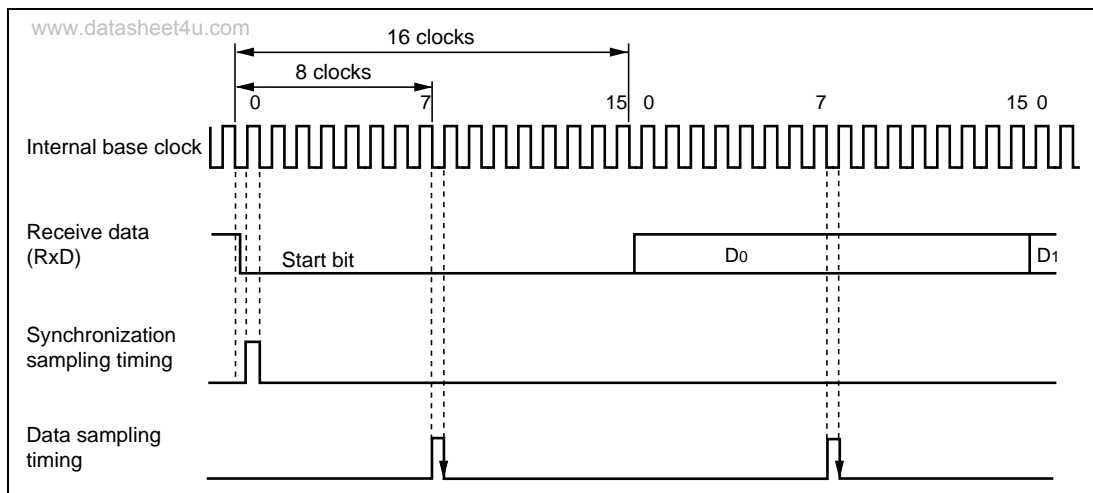 www.datasheet4u.com
16 clocks
8 clocks
0 7 15 0 7 15 0
Internal base clock
Receive data
(RxD)
Start bit D0 D1
Synchronization
sampling timing
Data sampling
timing